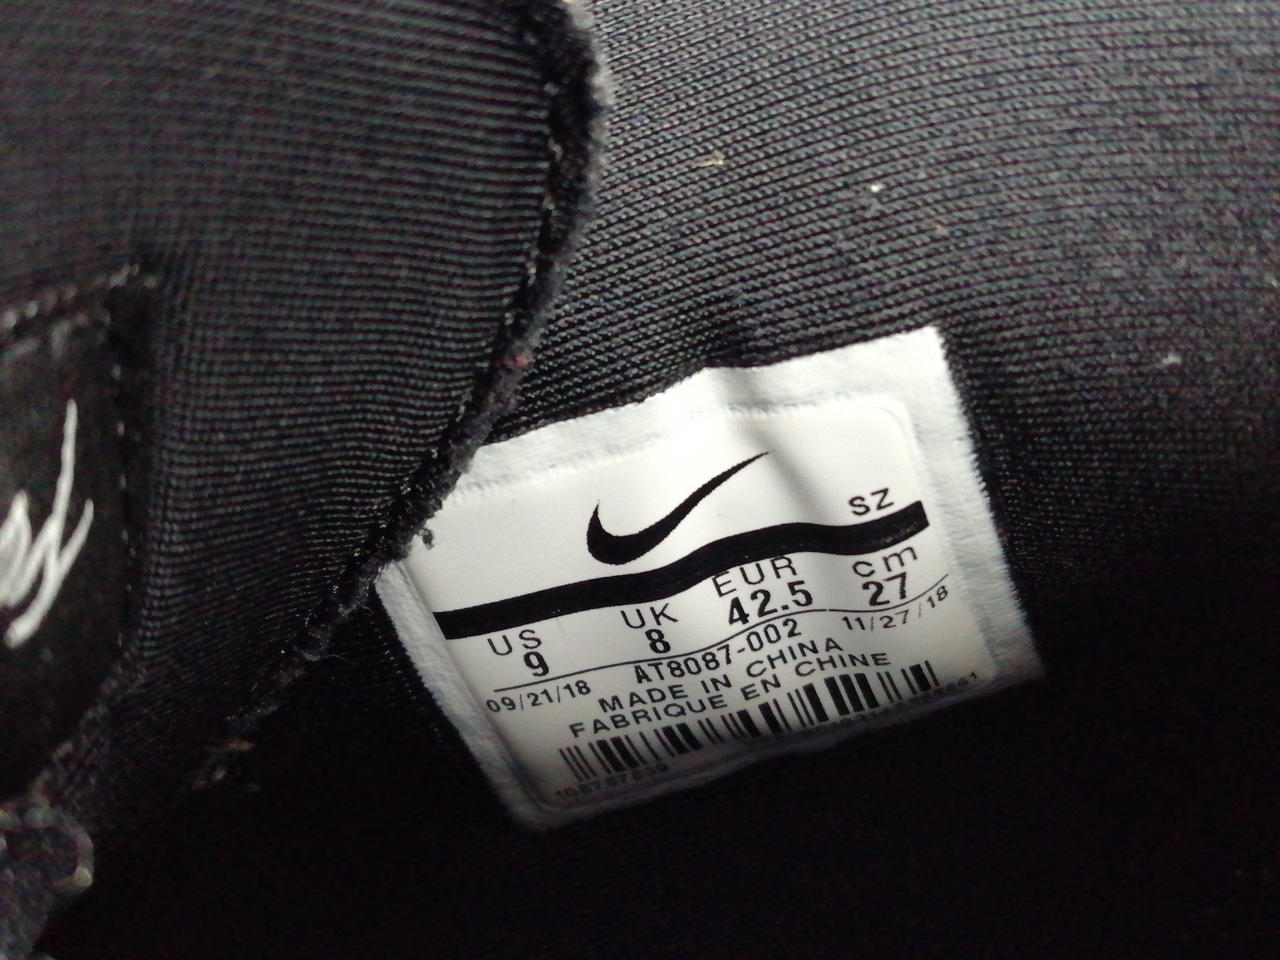 SZ
US UK EUR cm
9 8 42.5 27
09/21/18 AT8087-002 11/27/18
MADE IN CHINA
FABRIQUE EN CHINE